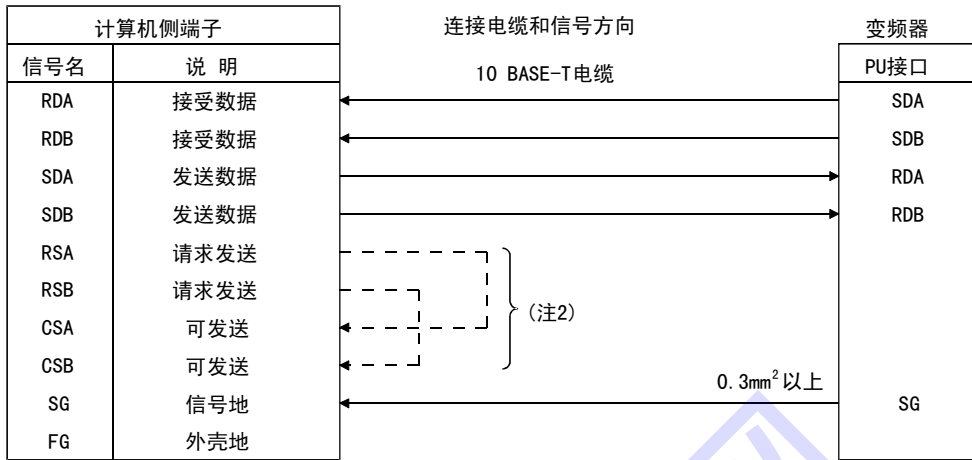 计算机侧端子 连接电缆和信号方向 变频器
信号名 说 明 10 BASE-T电缆 PU接口
RDA 接受数据 SDA
RDB 接受数据 SDB
SDA 发送数据 RDA
SDB 发送数据 RDB
RSA 请求发送
RSB 请求发送 (注2)
CSA 可发送
CSB 可发送
0.3mm²以上
SG 信号地 SG
FG 外壳地